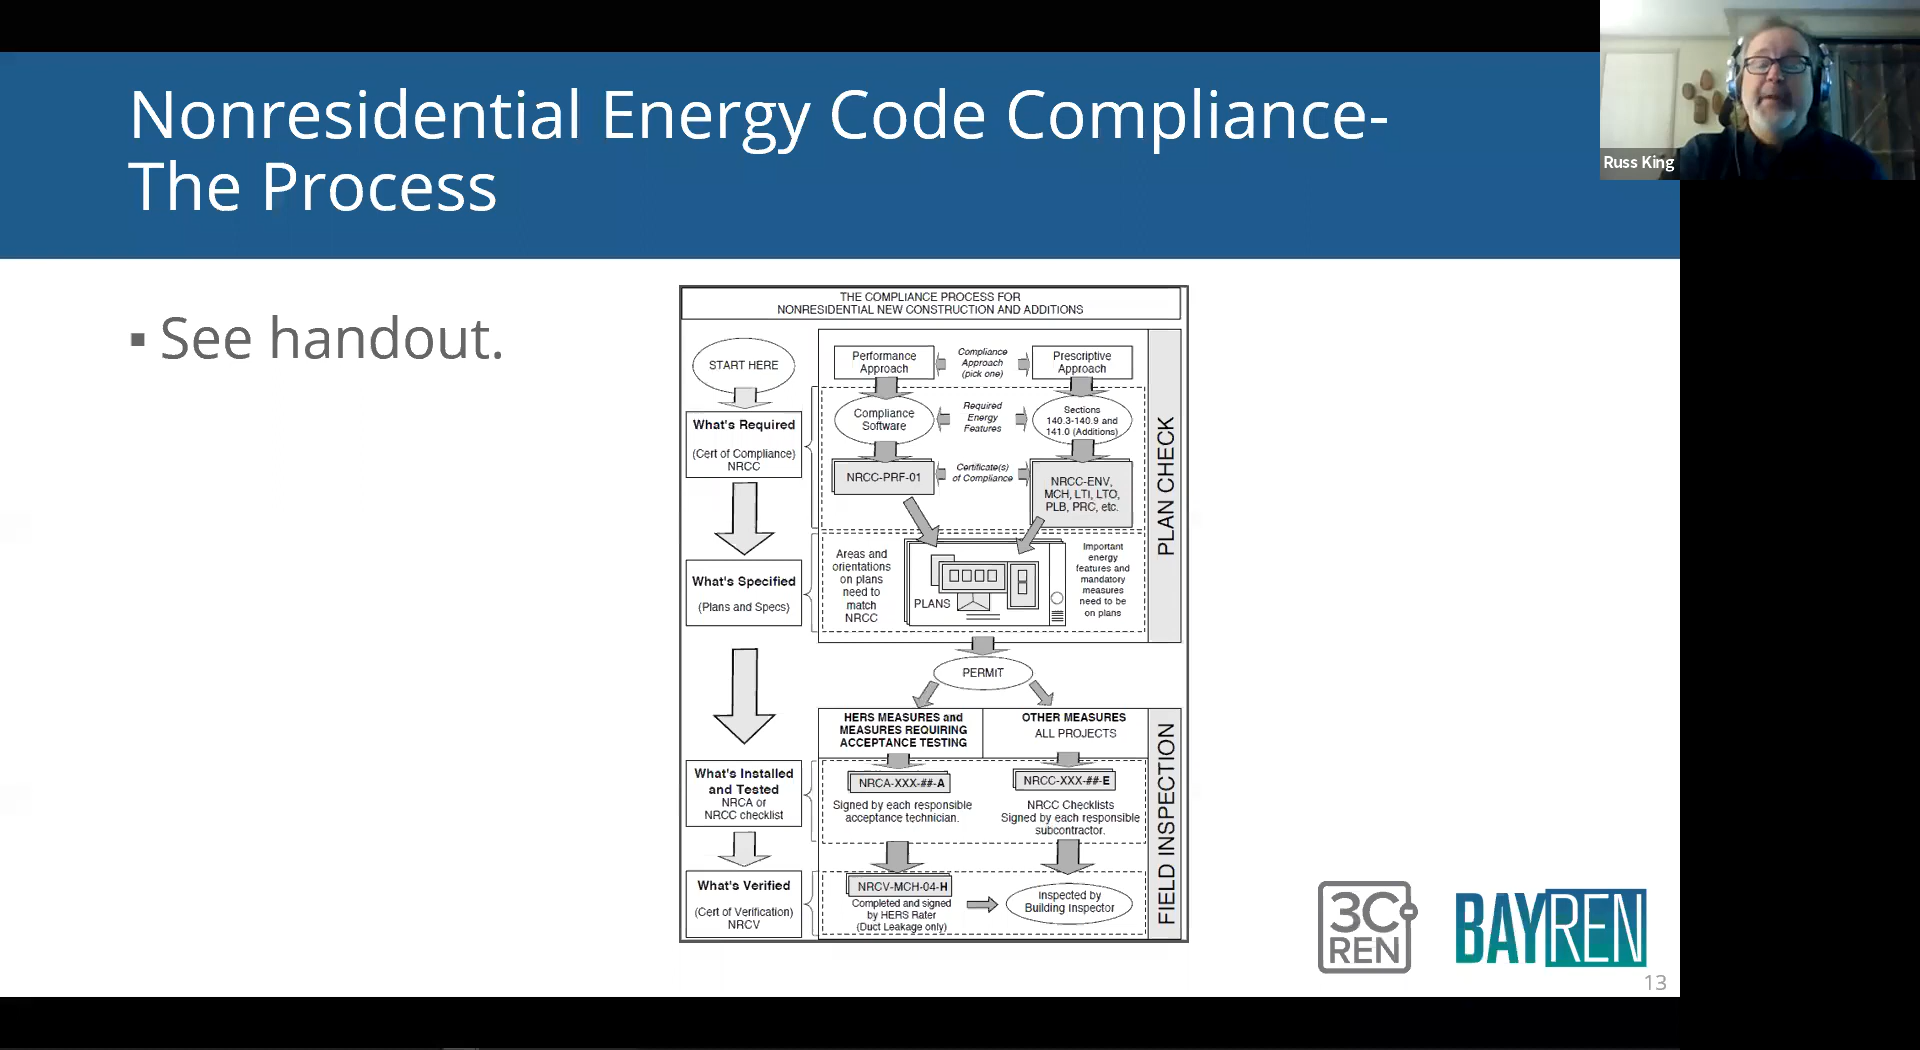 Nonresidential Energy Code Compliance-
The Process
Russ King
▪ See handout.
THE COMPLIANCE PROCESS FOR
NONRESIDENTIAL NEW CONSTRUCTION AND ADDITIONS
START HERE
Performance
Approach
Compliance
Approach
(pick one)
Prescriptive
Approach
What's Required
(Cert of Compliance)
NRCC
Compliance
Software
Required
Energy
Features
Sections
140.3-140.9 and
141.0 (Additions)
NRCC-PRF-01
Certificate(s)
of Compliance
NRCC-ENV,
MCH, LTI, LTO,
PLB, PRC, etc.
PLAN CHECK
What's Specified
(Plans and Specs)
Areas and
orientations
on plans
need to
match
NRCC
PLANS
Important
energy
features and
mandatory
measures
need to be
on plans
PERMIT
HERS MEASURES and
MEASURES REQUIRING
ACCEPTANCE TESTING
OTHER MEASURES
ALL PROJECTS
What's Installed
and Tested
NRCA or
NRCC checklist
NRCA-XXX-##-A
Signed by each responsible
acceptance technician.
NRCC-XXX-##-E
NRCC Checklists
Signed by each responsible
subcontractor.
FIELD INSPECTION
What's Verified
(Cert of Verification)
NRCV
NRCV-MCH-04-H
Completed and signed
by HERS Rater
(Duct Leakage only)
Inspected by
Building Inspector
3C-
REN
BAYREN
13